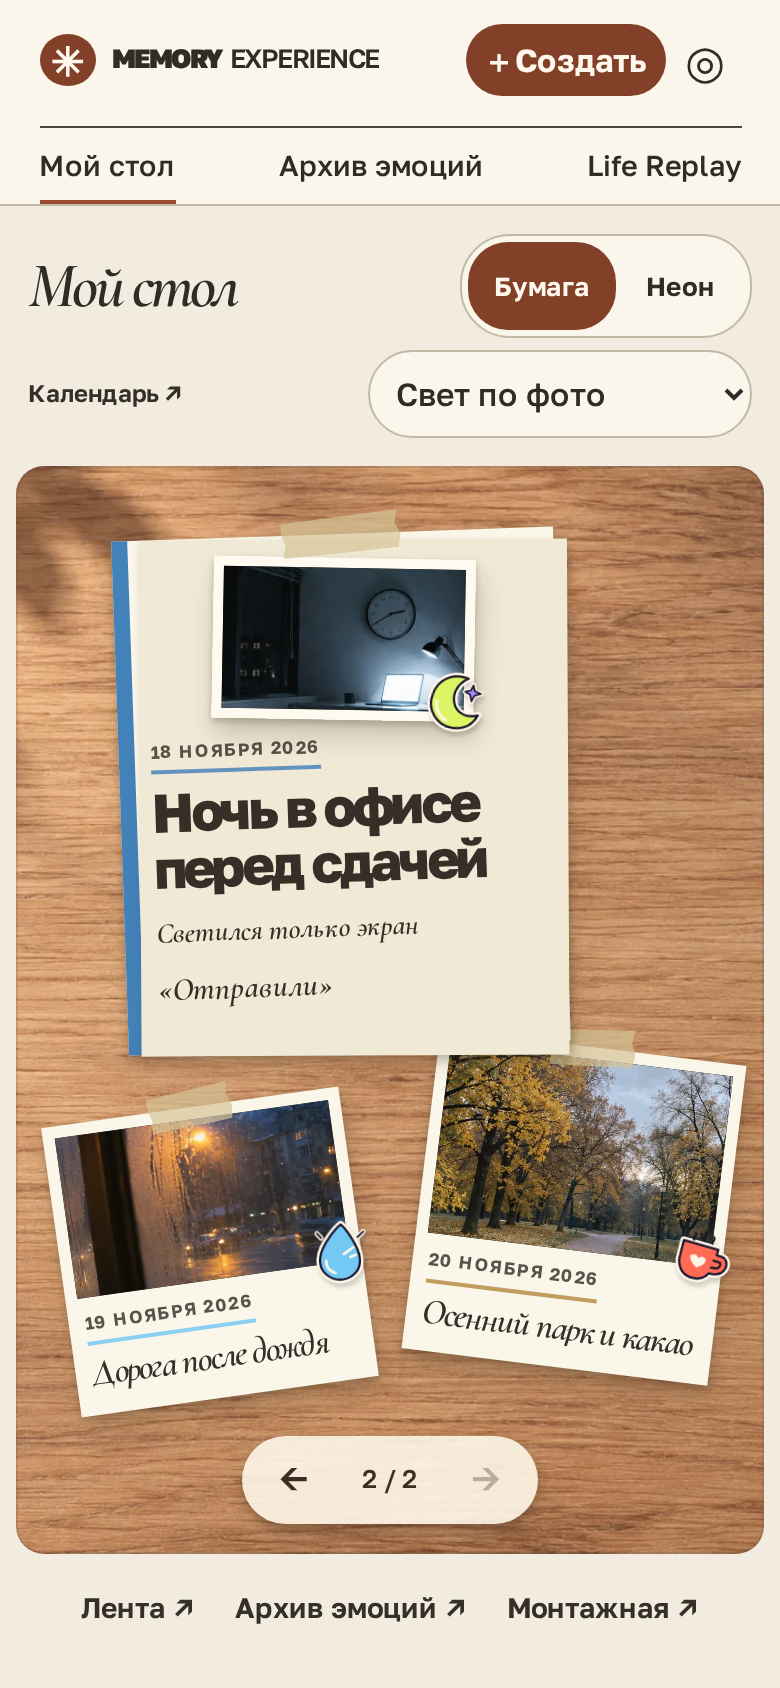 MEMORY EXPERIENCE
+ Создать
Мой стол
Архив эмоций
Life Replay
Мой стол
Бумага
Неон
Календарь ↗
Свет по фото
18 НОЯБРЯ 2026
Ночь в офисе
перед сдачей
Светился только экран
«Отправили»
19 НОЯБРЯ 2026
Дорога после дождя
20 НОЯБРЯ 2026
Осенний парк и какао
← 2 / 2 →
Лента ↗
Архив эмоций ↗
Монтажная ↗